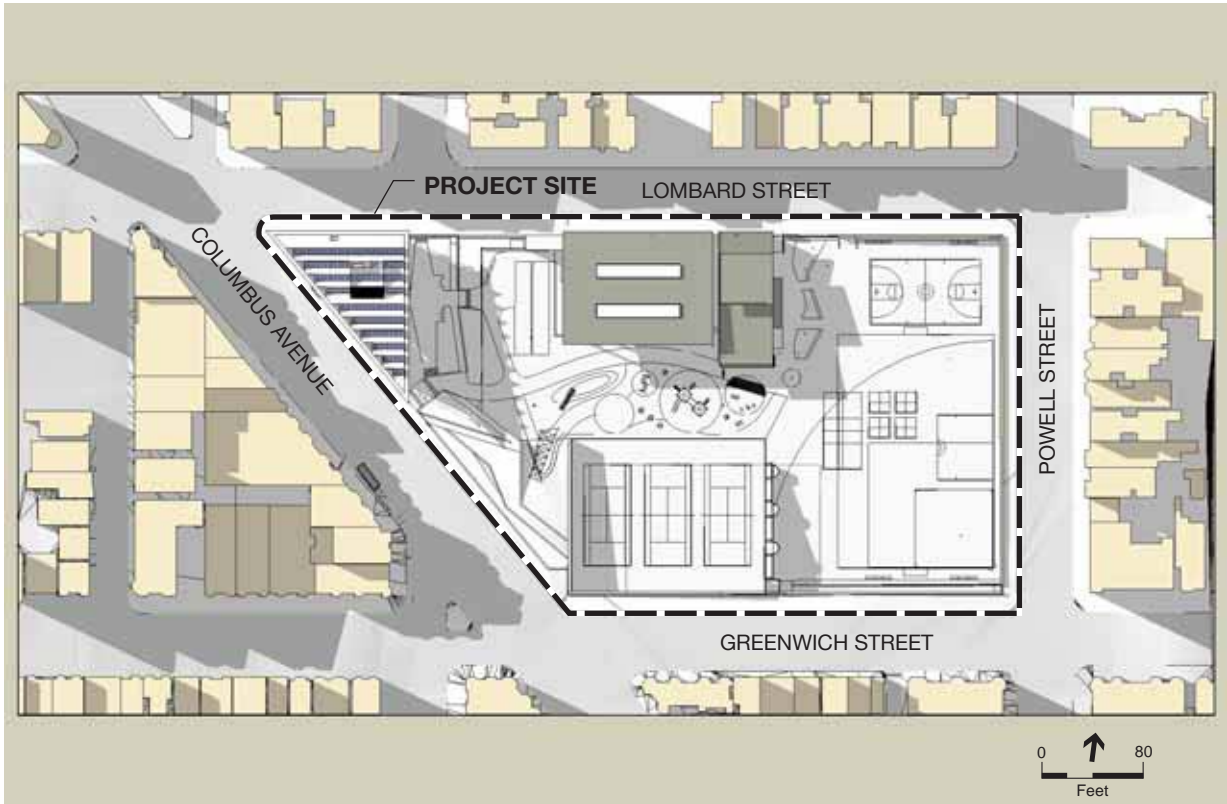 PROJECT SITE
LOMBARD STREET
COLUMBUS AVENUE
POWELL STREET
GREENWICH STREET
0 80
Feet